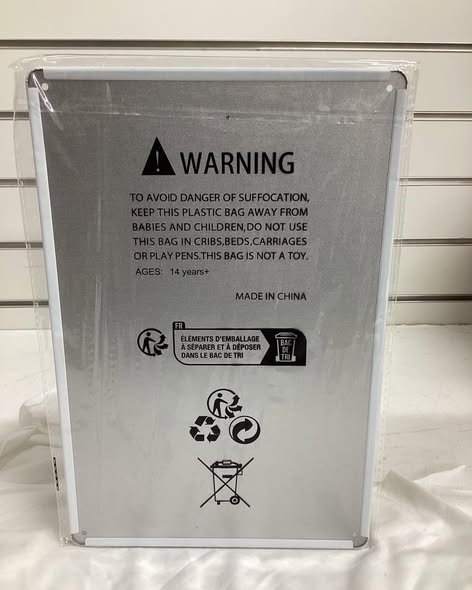 WARNING
TO AVOID DANGER OF SUFFOCATION,
KEEP THIS PLASTIC BAG AWAY FROM
BABIES AND CHILDREN,DO NOT USE
THIS BAG IN CRIBS,BEDS,CARRIAGES
OR PLAY PENS.THIS BAG IS NOT A TOY.
AGES: 14 years+
MADE IN CHINA
FR
ÉLÉMENTS D'EMBALLAGE
À SÉPARER ET À DÉPOSER
DANS LE BAC DE TRI
BAC
DE
TRI